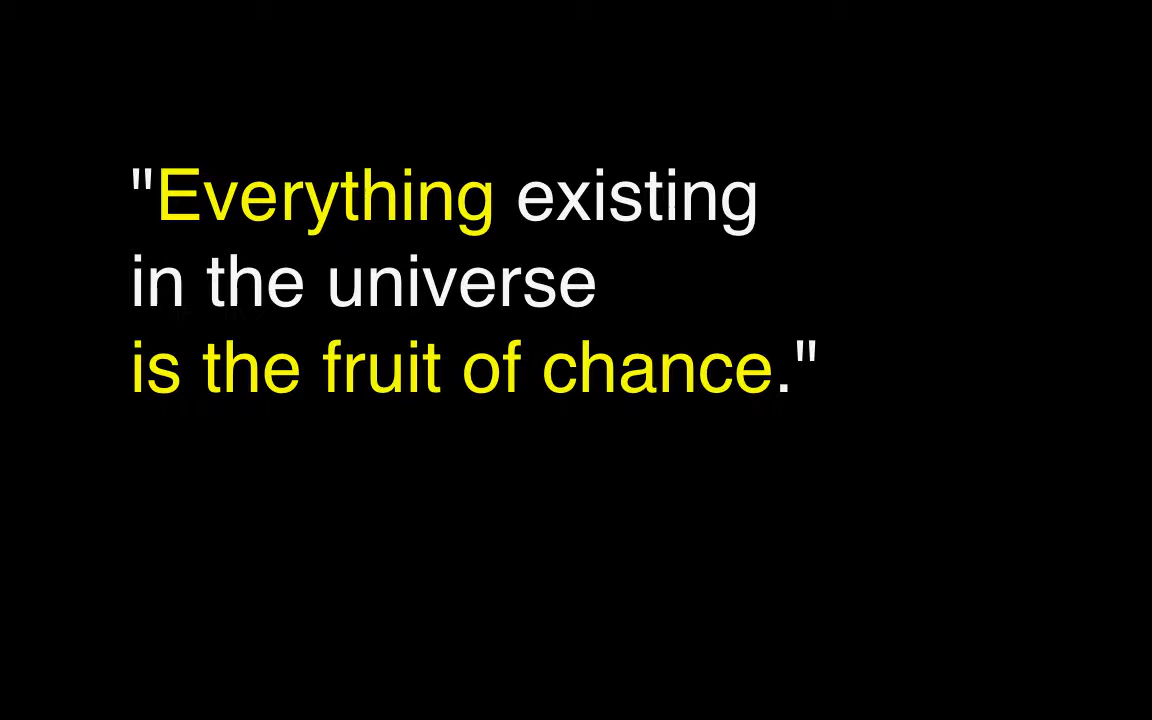 "Everything existing
in the universe
is the fruit of chance."